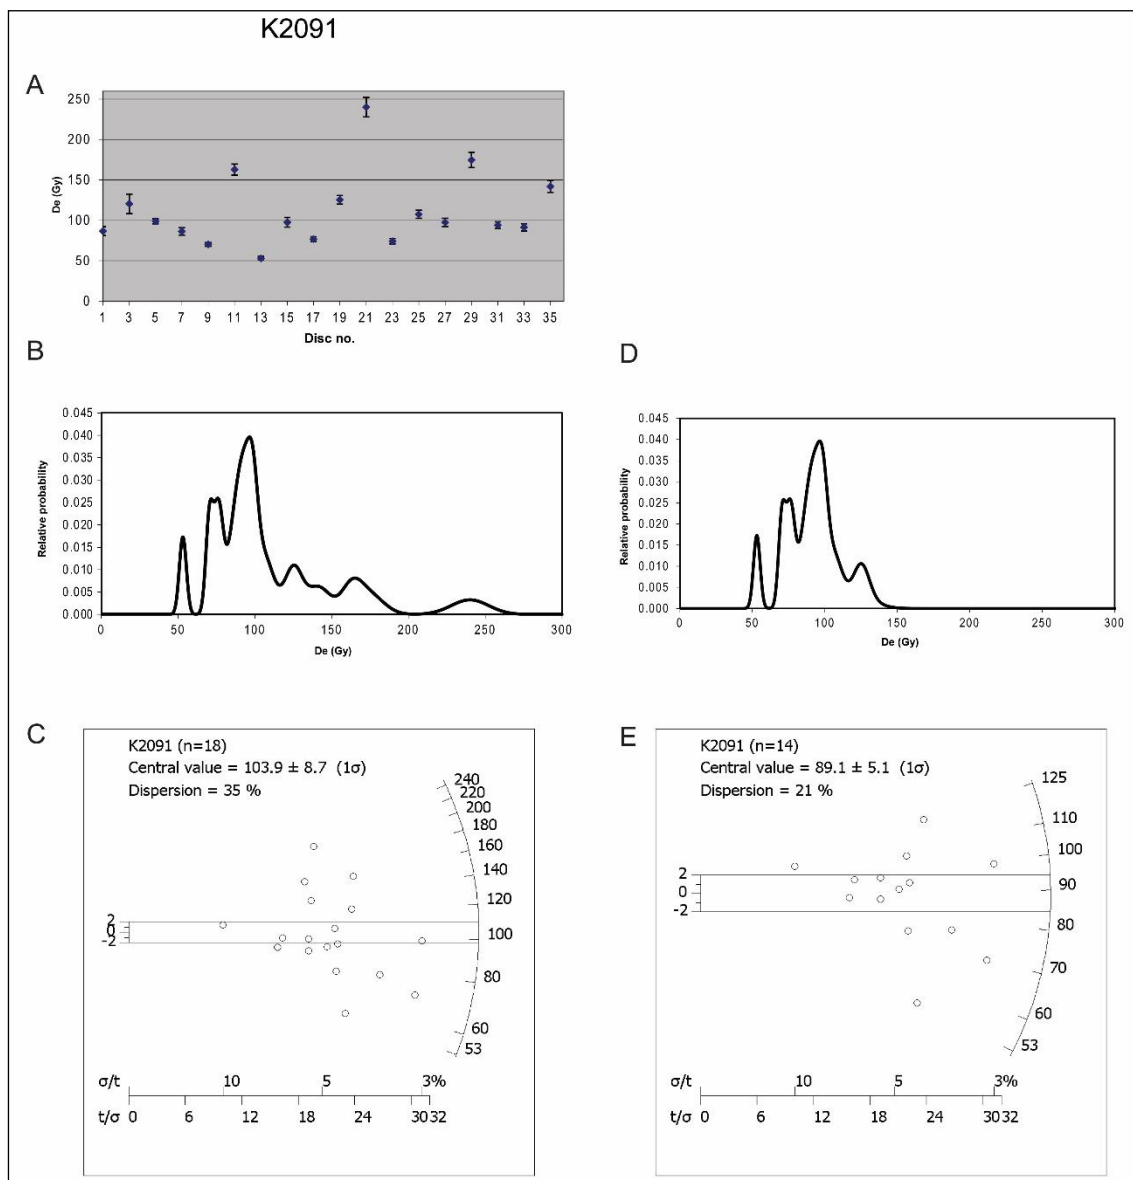 K2091
A
250
200
150
100
50
0
De (Gy)
1 3 5 7 9 11 13 15 17 19 21 23 25 27 29 31 33 35
Disc no.
B
0.045
0.040
0.035
0.030
0.025
0.020
0.015
0.010
0.005
0.000
Relative probability
0 50 100 150 200 250 300
De (Gy)
D
0.045
0.040
0.035
0.030
0.025
0.020
0.015
0.010
0.005
0.000
Relative probability
0 50 100 150 200 250 300
De (Gy)
C
K2091 (n=18)
Central value = 103.9 ± 8.7 (1σ)
Dispersion = 35 %
240
220
200
180
160
140
120
100
80
60
53
2
0
-2
σ/t 10 5 3%
t/σ 0 6 12 18 24 30 32
E
K2091 (n=14)
Central value = 89.1 ± 5.1 (1σ)
Dispersion = 21 %
125
110
100
90
80
70
60
53
2
0
-2
σ/t 10 5 3%
t/σ 0 6 12 18 24 30 32